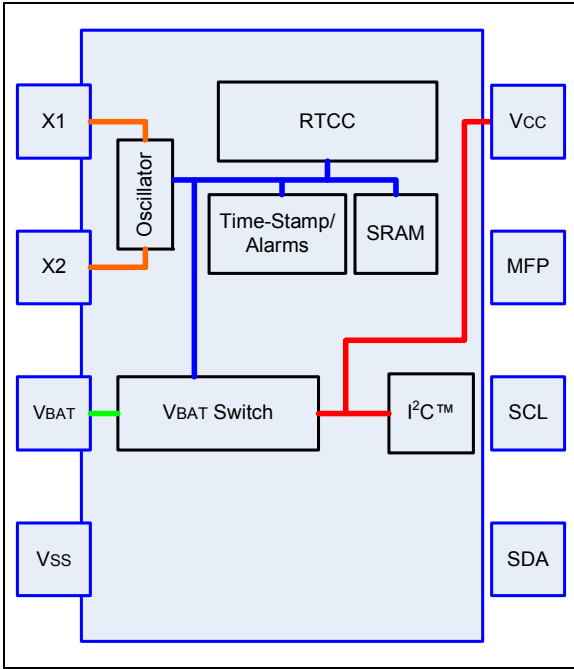 X1
X2
VBAT
VSS
Oscillator
RTCC
Time-Stamp/
Alarms
SRAM
VBAT Switch
I²C™
VCC
MFP
SCL
SDA